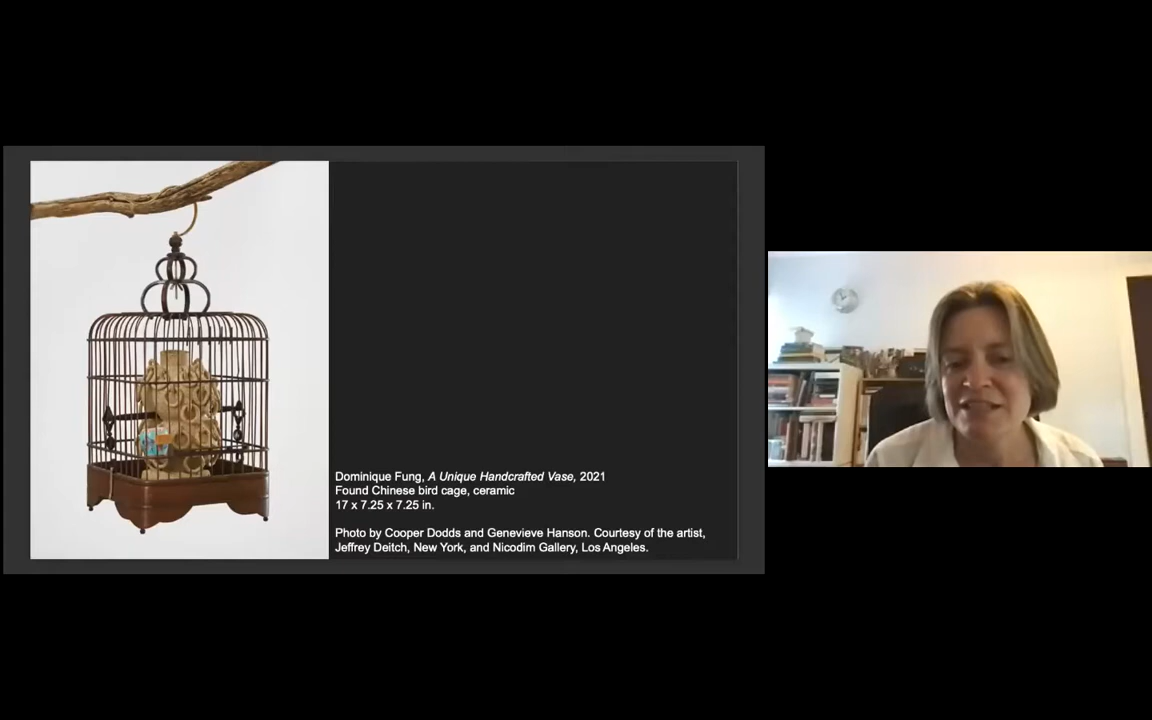 Dominique Fung, A Unique Handcrafted Vase, 2021
Found Chinese bird cage, ceramic
17 x 7.25 x 7.25 in.
Photo by Cooper Dodds and Genevieve Hanson. Courtesy of the artist,
Jeffrey Deitch, New York, and Nicodim Gallery, Los Angeles.